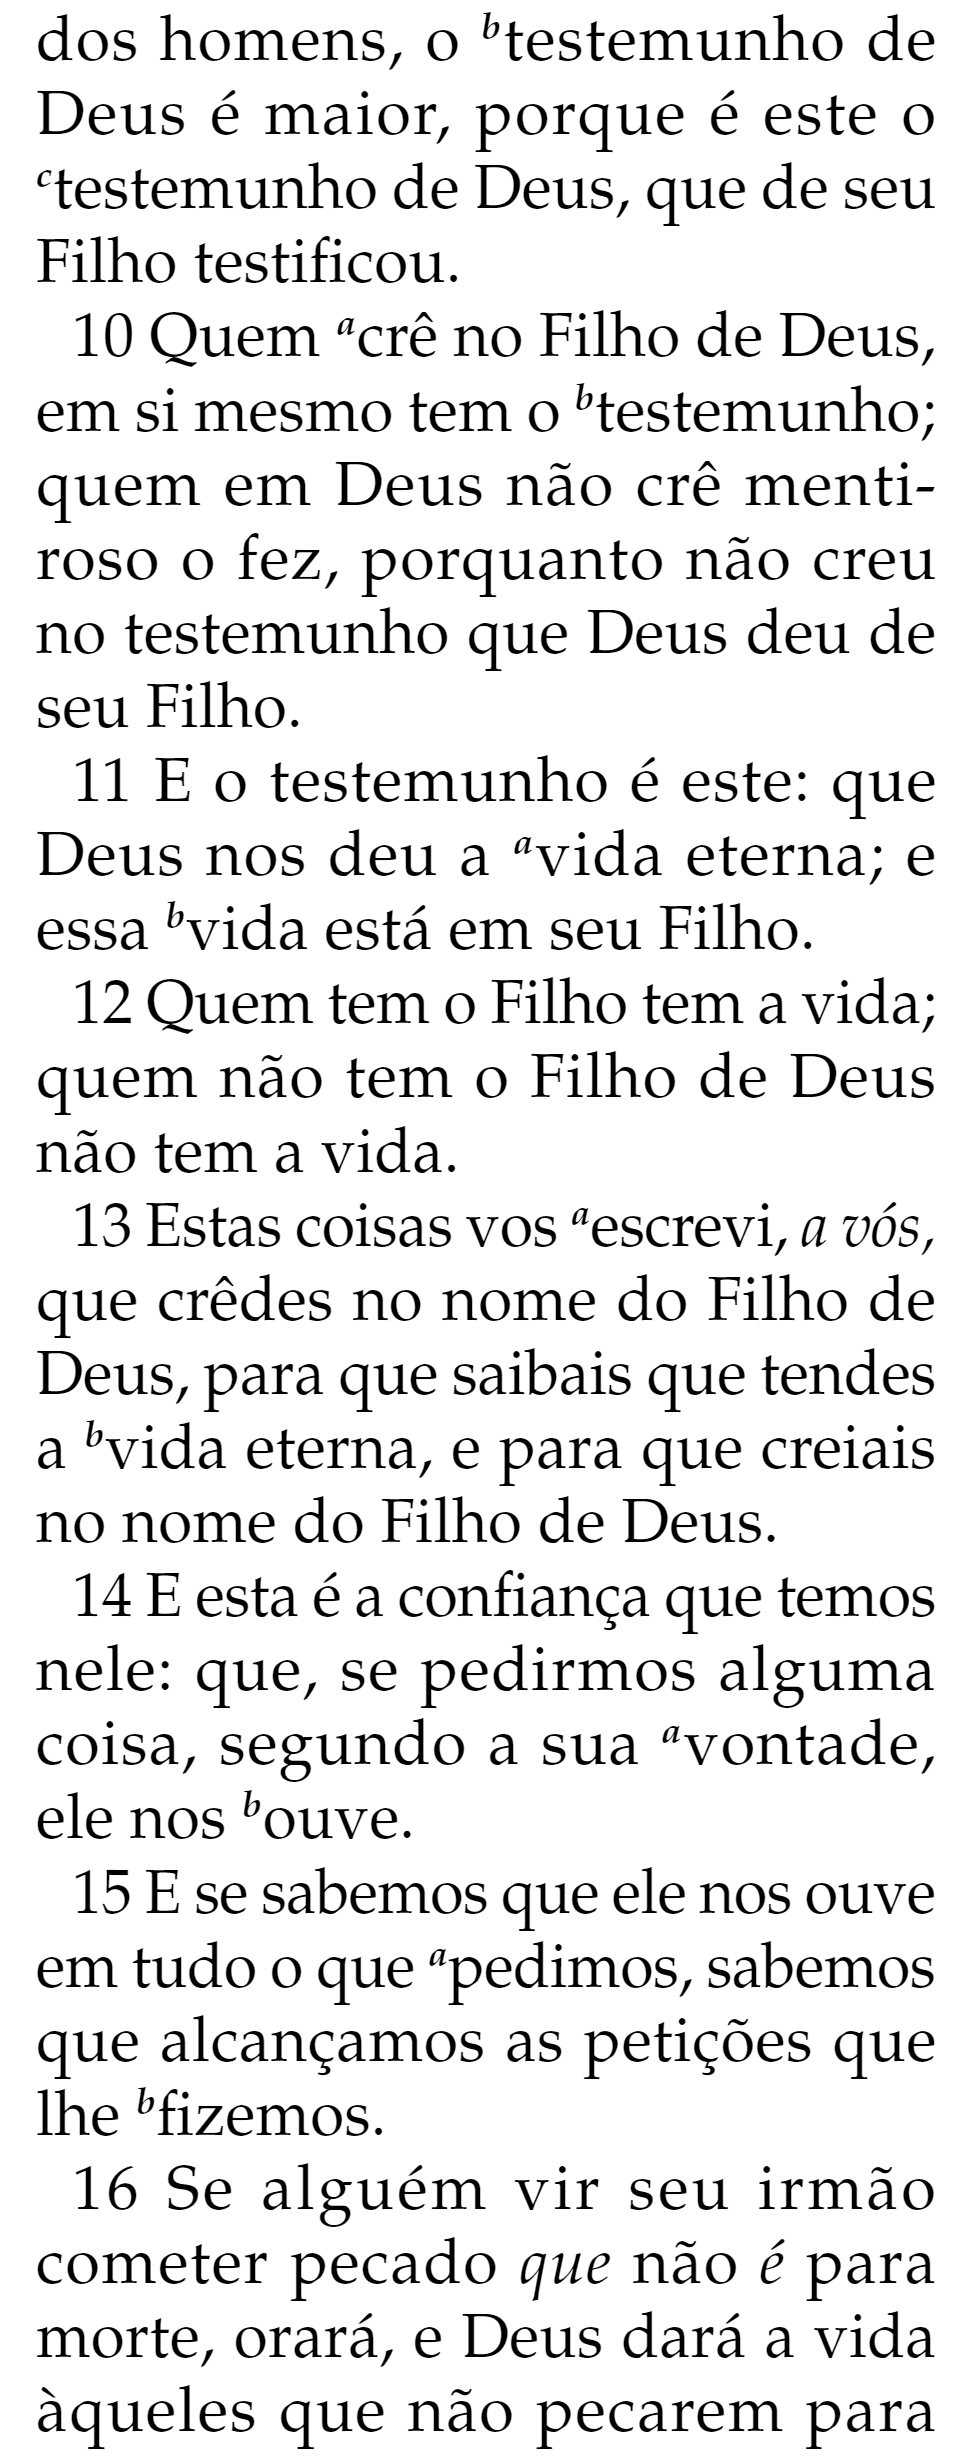 dos homens, o btestemunho de
Deus é maior, porque é este o
ctestemunho de Deus, que de seu
Filho testificou.
10 Quem acrê no Filho de Deus,
em si mesmo tem o btestemunho;
quem em Deus não crê menti-
roso o fez, porquanto não creu
no testemunho que Deus deu de
seu Filho.
11 E o testemunho é este: que
Deus nos deu a avida eterna; e
essa bvida está em seu Filho.
12 Quem tem o Filho tem a vida;
quem não tem o Filho de Deus
não tem a vida.
13 Estas coisas vos aescrevi, a vós,
que crêdes no nome do Filho de
Deus, para que saibais que tendes
a bvida eterna, e para que creiais
no nome do Filho de Deus.
14 E esta é a confiança que temos
nele: que, se pedirmos alguma
coisa, segundo a sua avontade,
ele nos bouve.
15 E se sabemos que ele nos ouve
em tudo o que apedimos, sabemos
que alcançamos as petições que
lhe bfizemos.
16 Se alguém vir seu irmão
cometer pecado que não é para
morte, orará, e Deus dará a vida
àqueles que não pecarem para